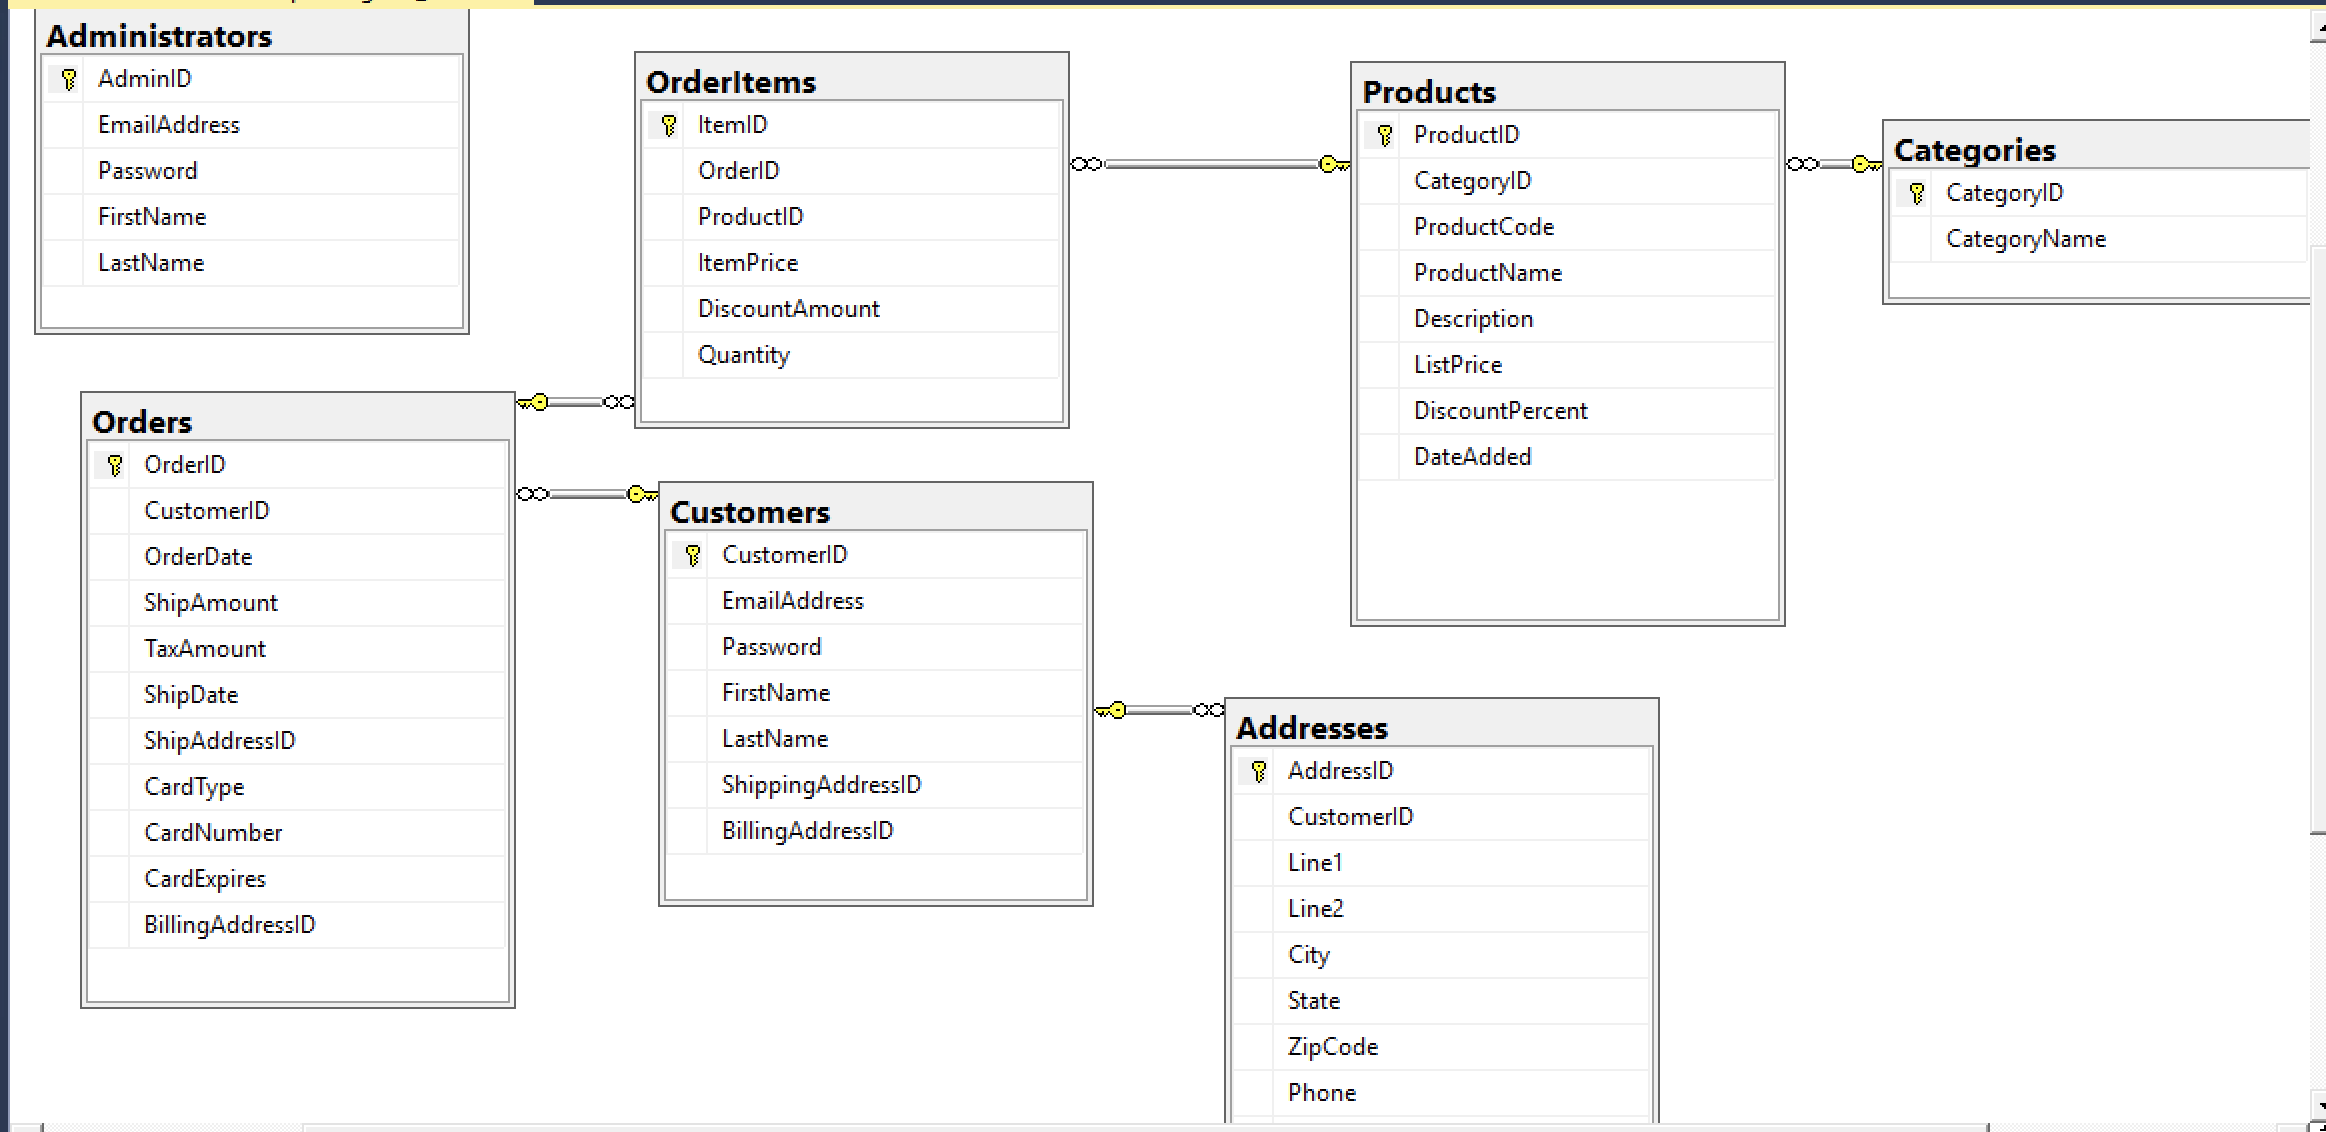 Administrators
AdminID
EmailAddress
Password
FirstName
LastName
OrderItems
ItemID
OrderID
ProductID
ItemPrice
DiscountAmount
Quantity
Products
ProductID
CategoryID
ProductCode
ProductName
Description
ListPrice
DiscountPercent
DateAdded
Categories
CategoryID
CategoryName
Orders
OrderID
CustomerID
OrderDate
ShipAmount
TaxAmount
ShipDate
ShipAddressID
CardType
CardNumber
CardExpires
BillingAddressID
Customers
CustomerID
EmailAddress
Password
FirstName
LastName
ShippingAddressID
BillingAddressID
Addresses
AddressID
CustomerID
Line1
Line2
City
State
ZipCode
Phone